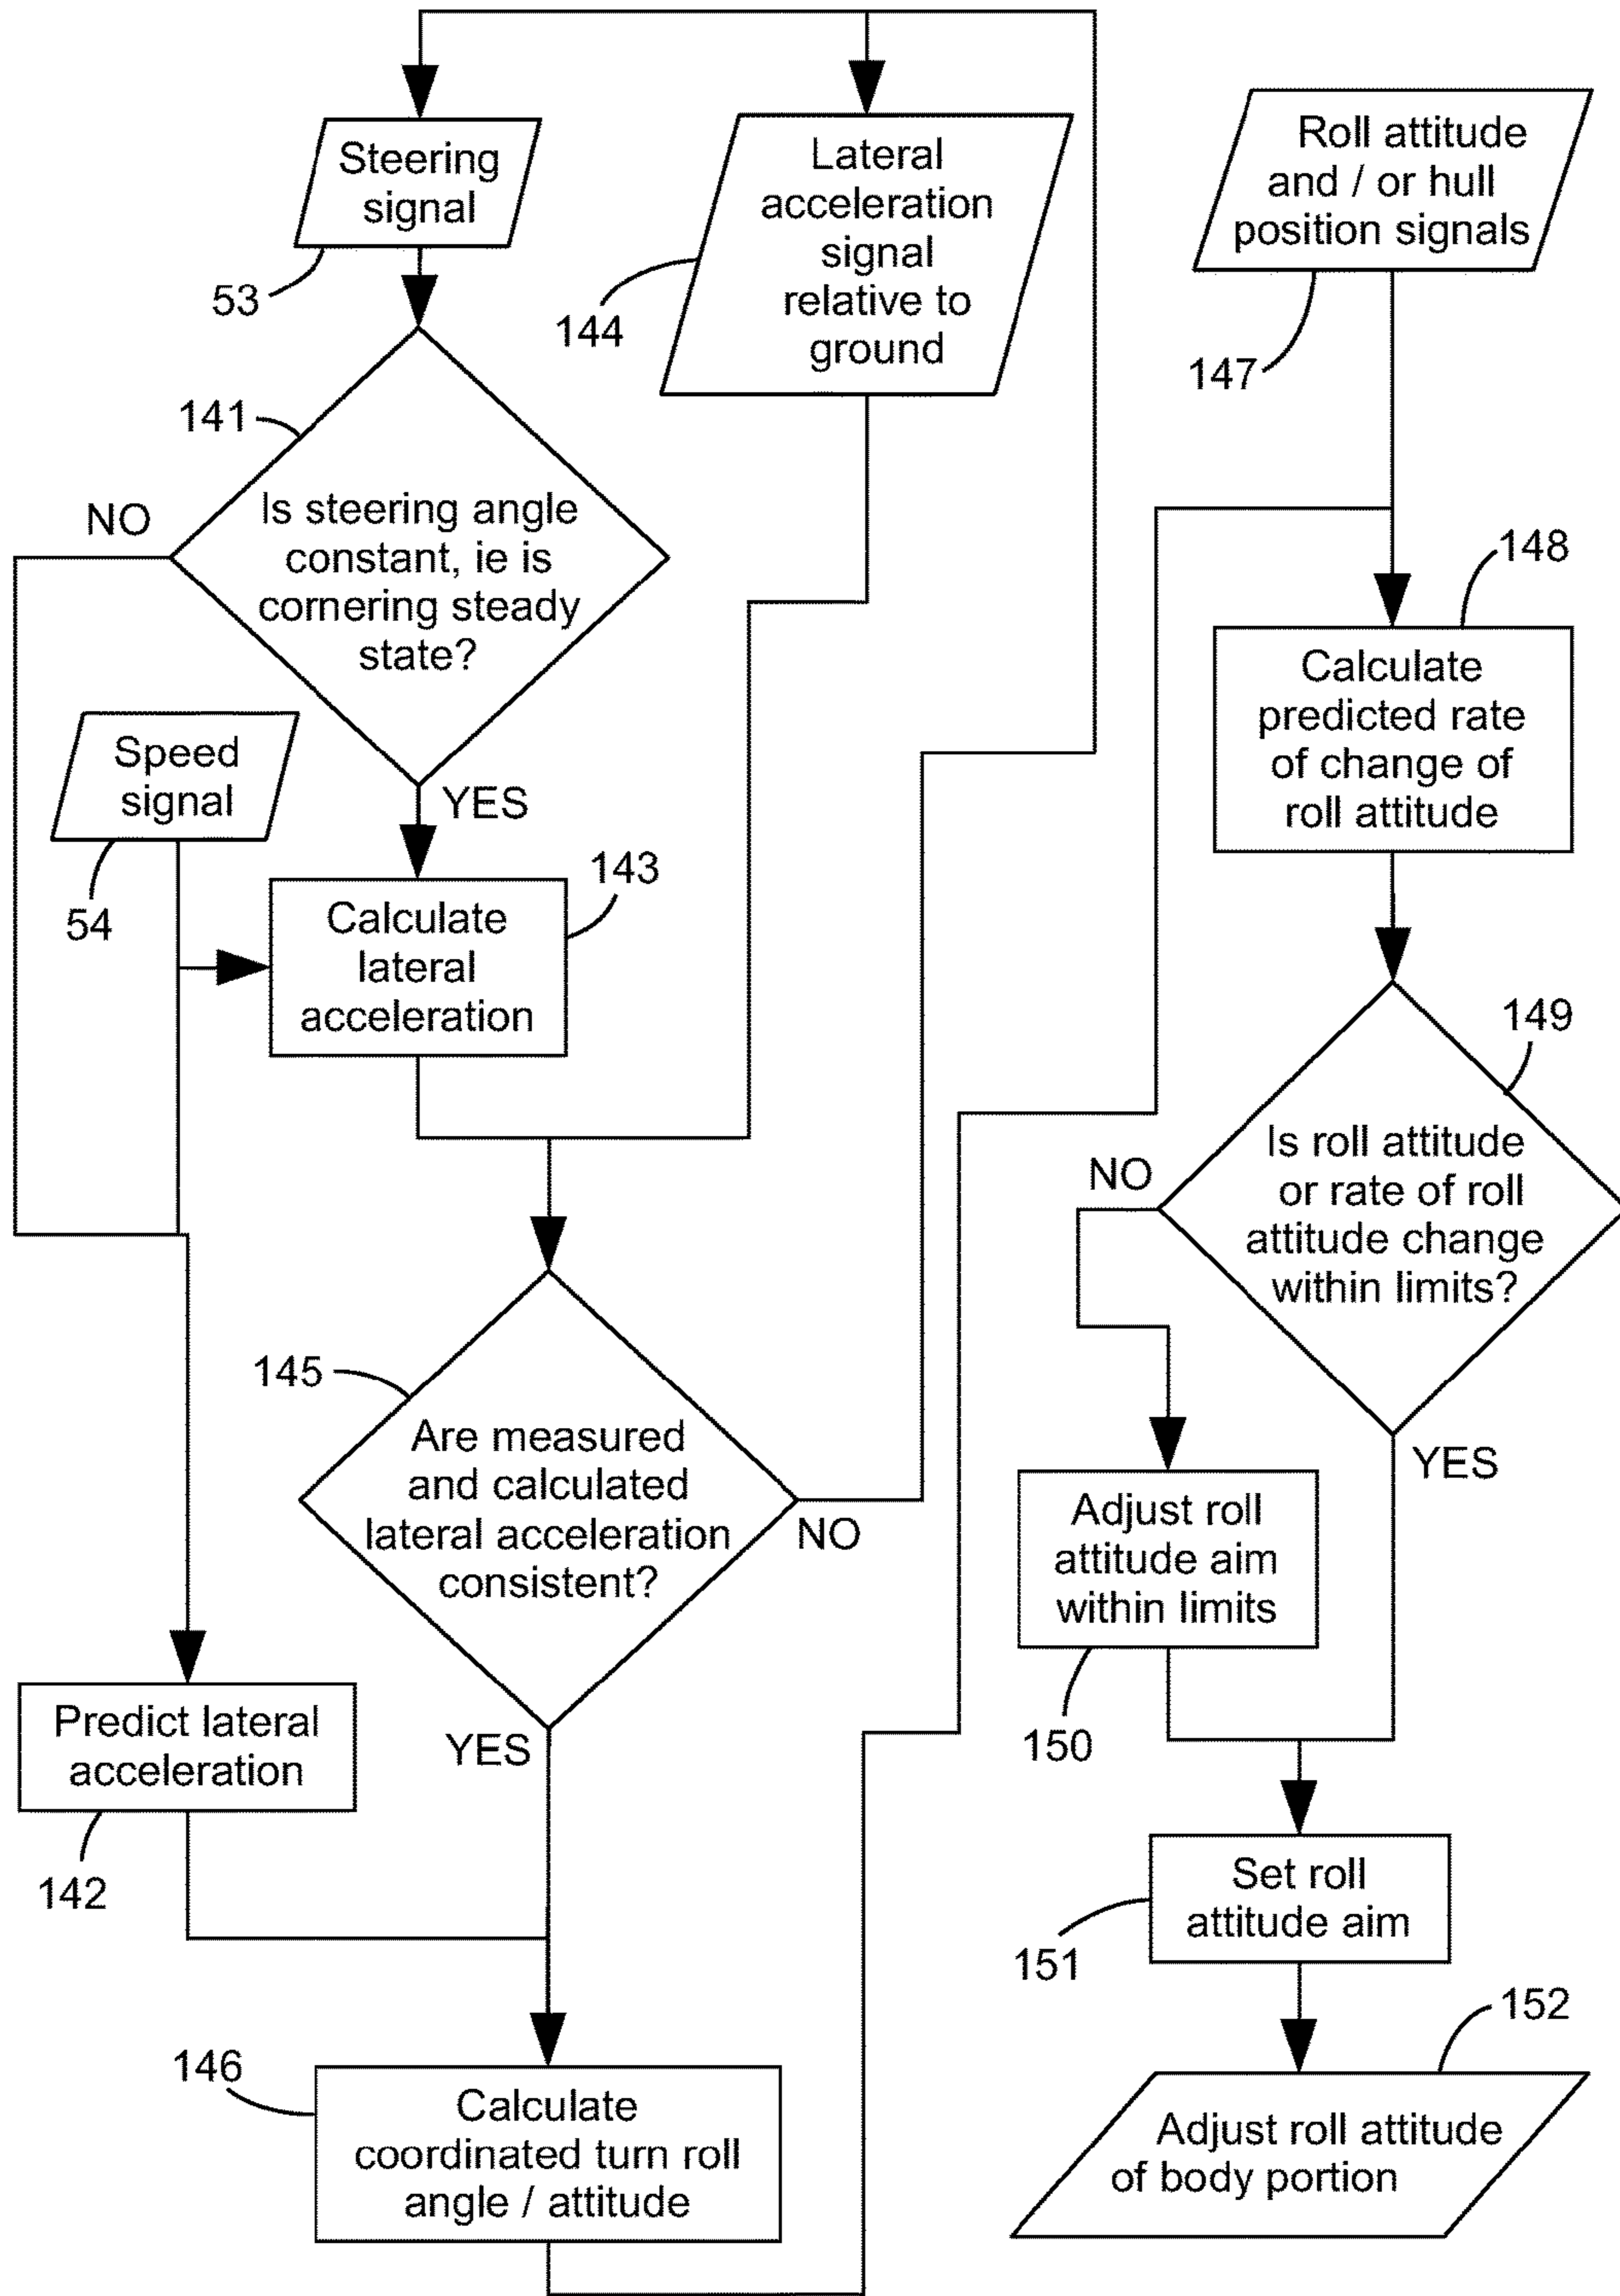 Steering
signal
53
Lateral
acceleration
signal
relative to
ground
144
Roll attitude
and / or hull
position signals
147
141
NO
Is steering angle
constant, ie is
cornering steady
state?
YES
Speed
signal
54
143
Calculate
lateral
acceleration
148
Calculate
predicted rate
of change of
roll attitude
149
NO
Is roll attitude
or rate of roll
attitude change
within limits?
YES
145
Are measured
and calculated
lateral acceleration
consistent?
NO
YES
Adjust roll
attitude aim
within limits
150
Predict lateral
acceleration
142
Set roll
attitude aim
151
146
Calculate
coordinated turn roll
angle / attitude
152
Adjust roll attitude
of body portion